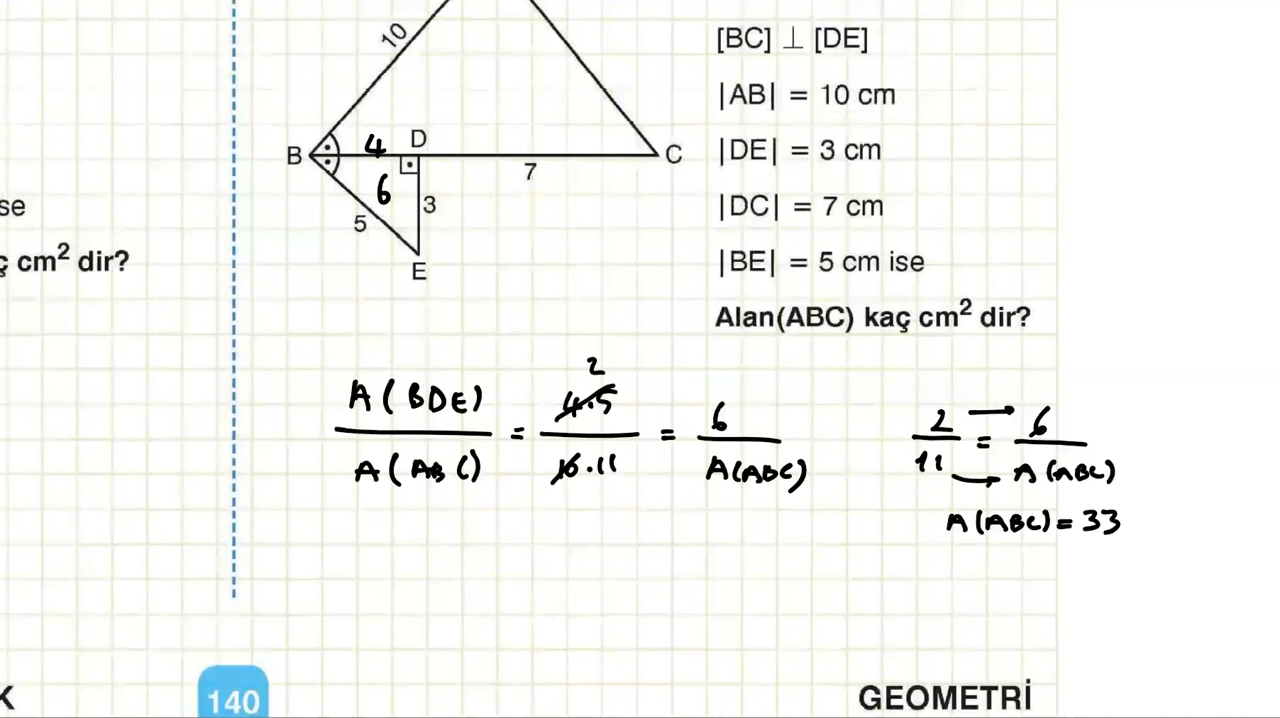 10
[BC] ⊥ [DE]
|AB| = 10 cm
B 4 D C
|DE| = 3 cm
7
6
se
5 3
|DC| = 7 cm
ç cm² dir?
E
|BE| = 5 cm ise
Alan(ABC) kaç cm² dir?
2
A(BDE) / A(ABC) = 4.5 / 10.11 = 6 / A(ABC)
2 / 11 = 6 / A(ABC)
A(ABC) = 33
K
140
GEOMETRİ